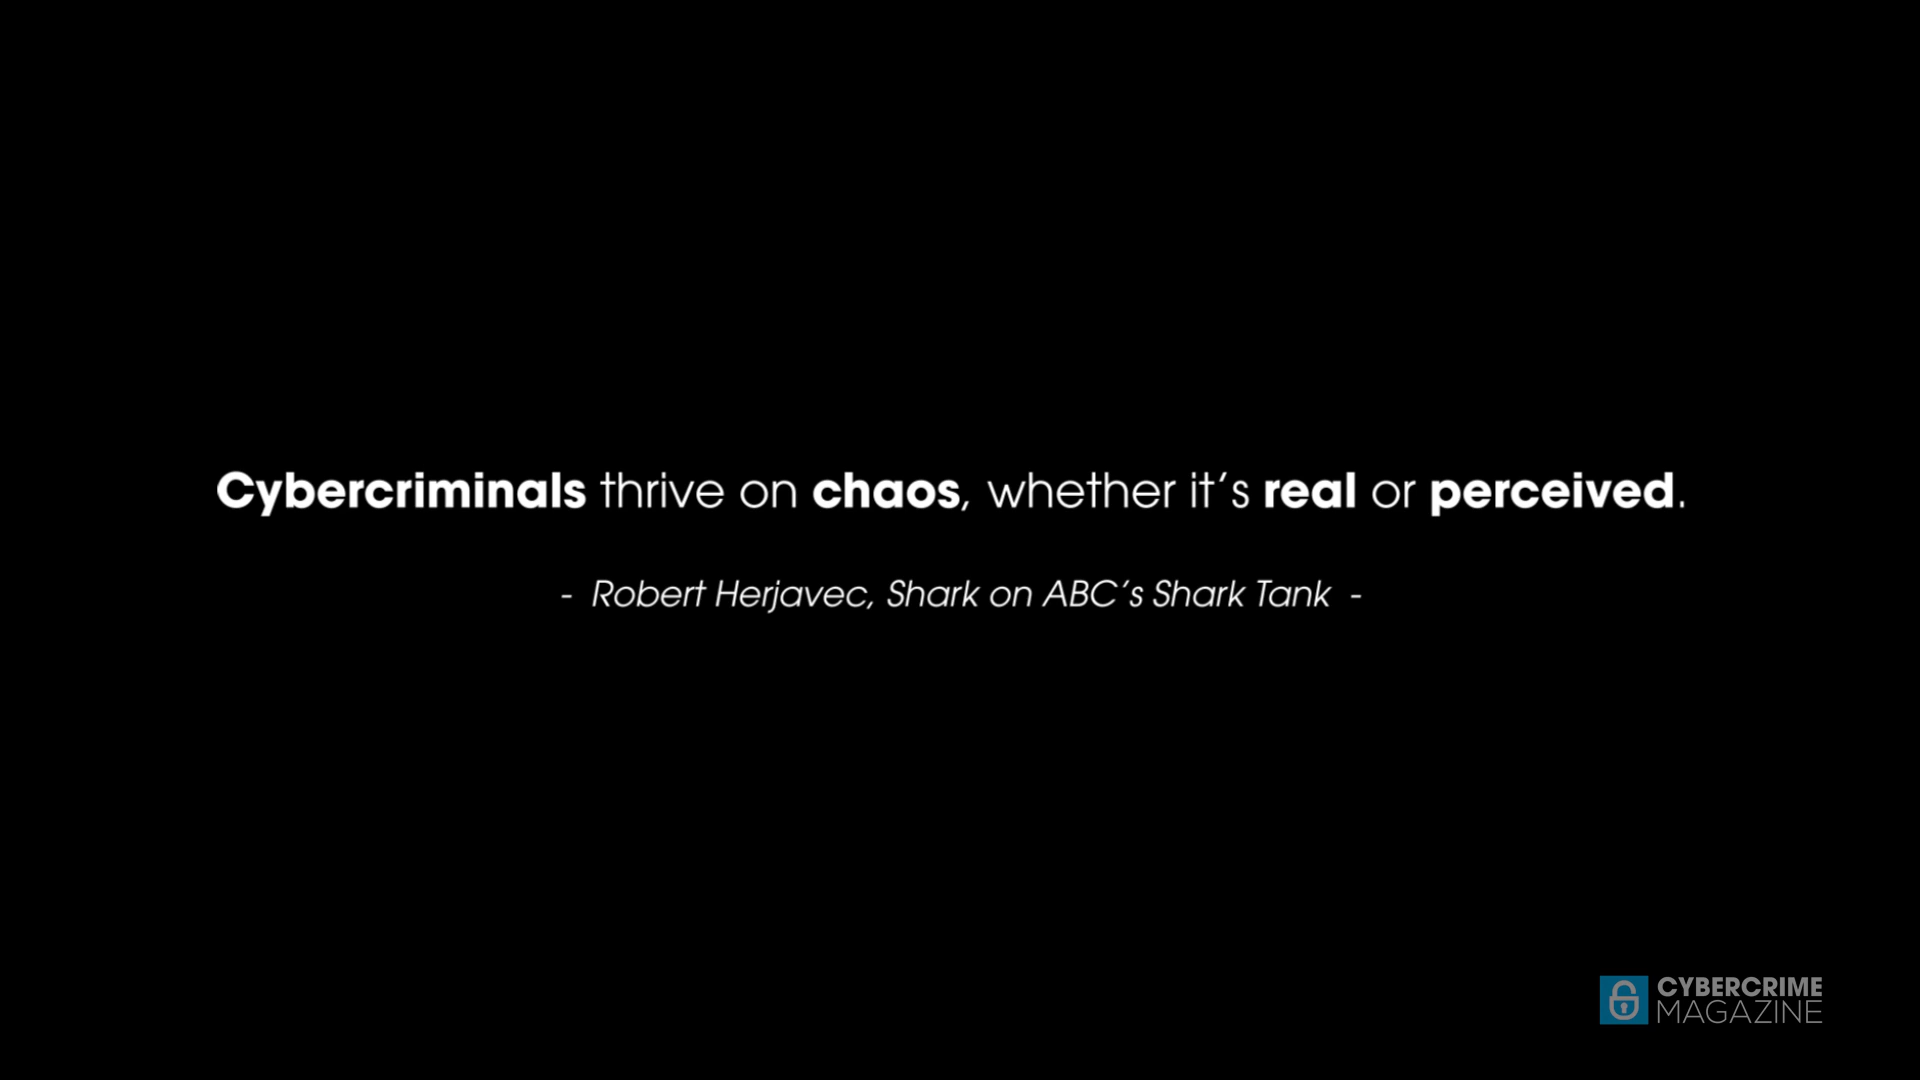 Cybercriminals thrive on chaos, whether it's real or perceived.
- Robert Herjavec, Shark on ABC's Shark Tank -
CYBERCRIME
MAGAZINE